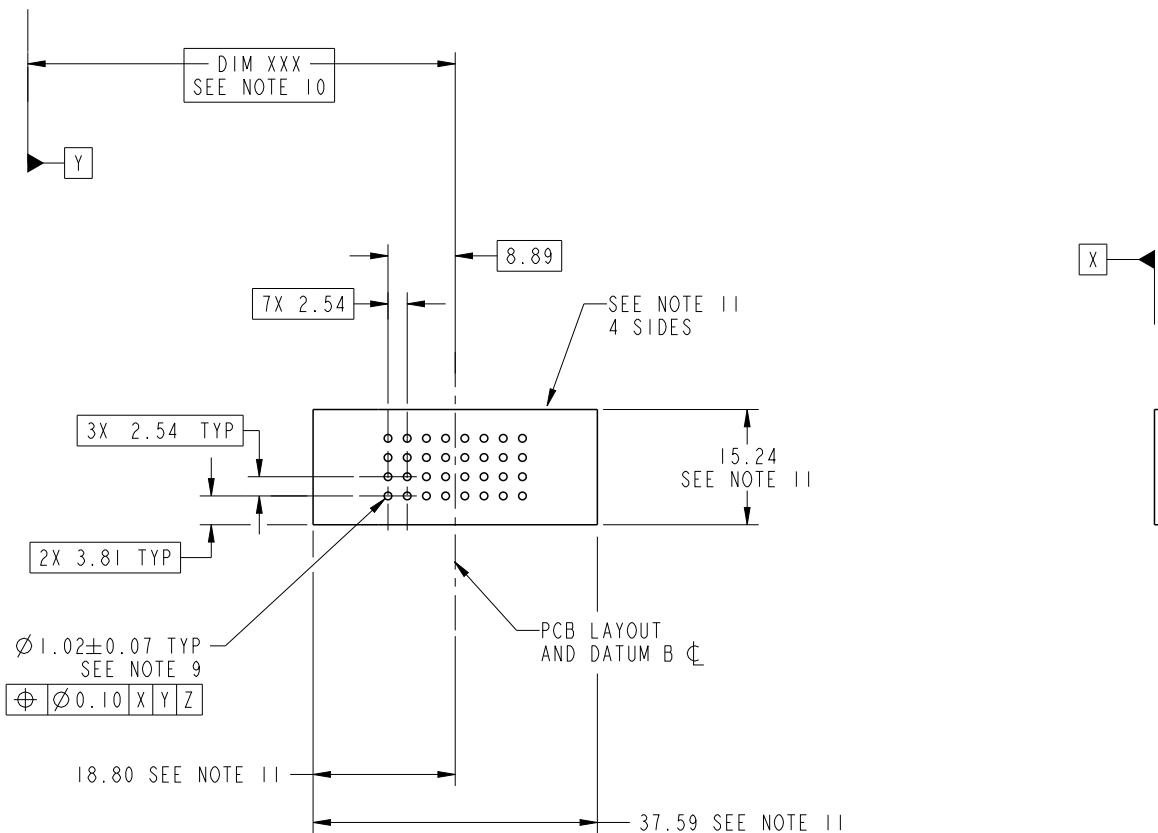 DIM XXX
SEE NOTE 10
Y
8.89
X
7X 2.54
SEE NOTE 11
4 SIDES
3X 2.54 TYP
15.24
SEE NOTE 11
2X 3.81 TYP
Ø1.02±0.07 TYP
SEE NOTE 9
⌖ Ø0.10 X Y Z
PCB LAYOUT
AND DATUM B ℄
18.80 SEE NOTE 11
37.59 SEE NOTE 11